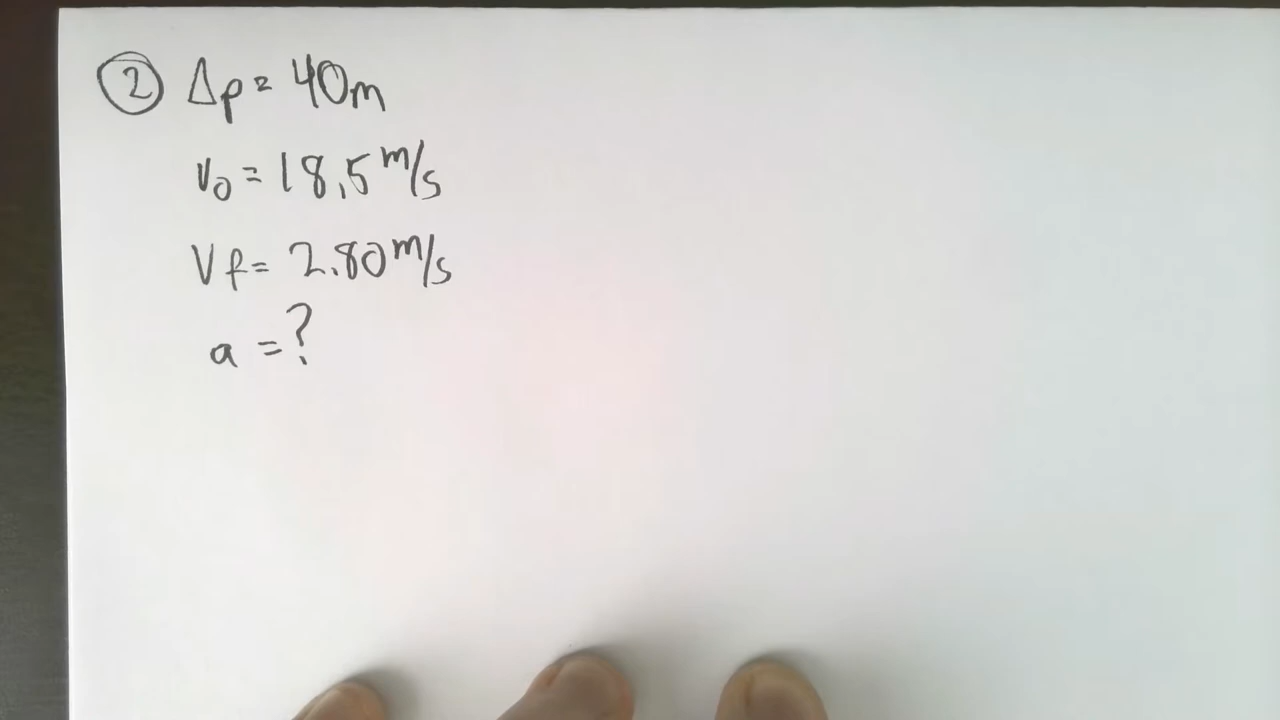 ② Δp = 40m
v₀ = 18.5 m/s
Vf = 2.80 m/s
a = ?